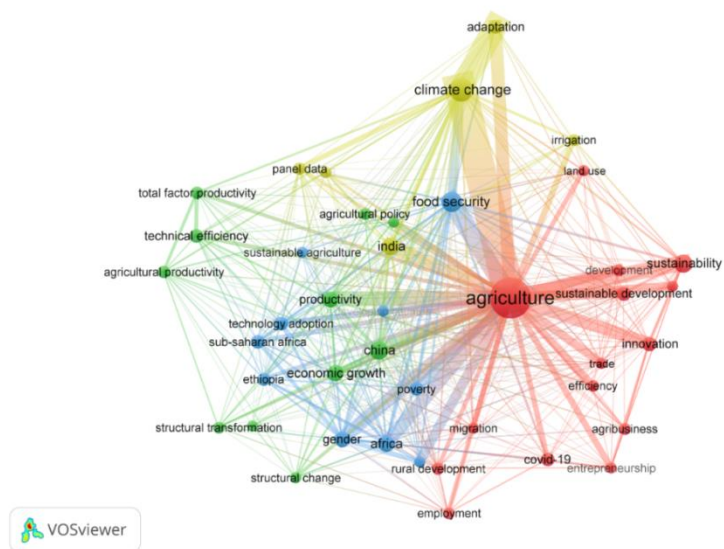 adaptation
climate change
irrigation
panel data
land use
total factor productivity
food security
agricultural policy
technical efficiency
india
sustainable agriculture
sustainability
agricultural productivity
development
agriculture
sustainable development
productivity
technology adoption
sub-saharan africa
china
innovation
trade
economic growth
ethiopia
efficiency
poverty
structural transformation
migration
agribusiness
gender
africa
covid-19
rural development
entrepreneurship
structural change
employment
VOSviewer